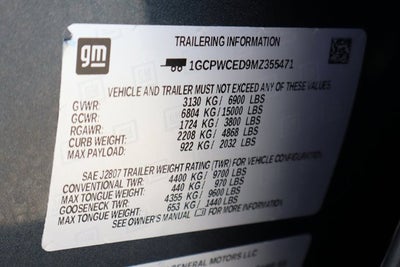 gm
TRAILERING INFORMATION
1GCPWCED9MZ355471
VEHICLE AND TRAILER MUST NOT EXCEED ANY OF THESE RATINGS
GVWR: 3130 KG/ 6900 LBS
GCWR: 6804 KG/ 15000 LBS
RGAWR: 1724 KG/ 3800 LBS
CURB WEIGHT: 2208 KG/ 4868 LBS
MAX PAYLOAD: 922 KG/ 2032 LBS
SAE J2807 TRAILER WEIGHT RATING (TWR) FOR VEHICLE CONFIGURATION.
CONVENTIONAL TWR: 4400 KG/ 9700 LBS
MAX TONGUE WEIGHT: 440 KG/ 970 LBS
GOOSENECK TWR: 4355 KG/ 9600 LBS
MAX TONGUE WEIGHT: 653 KG/ 1440 LBS
SEE OWNER'S MANUAL FOR MORE INFORMATION
GENERAL MOTORS LLC